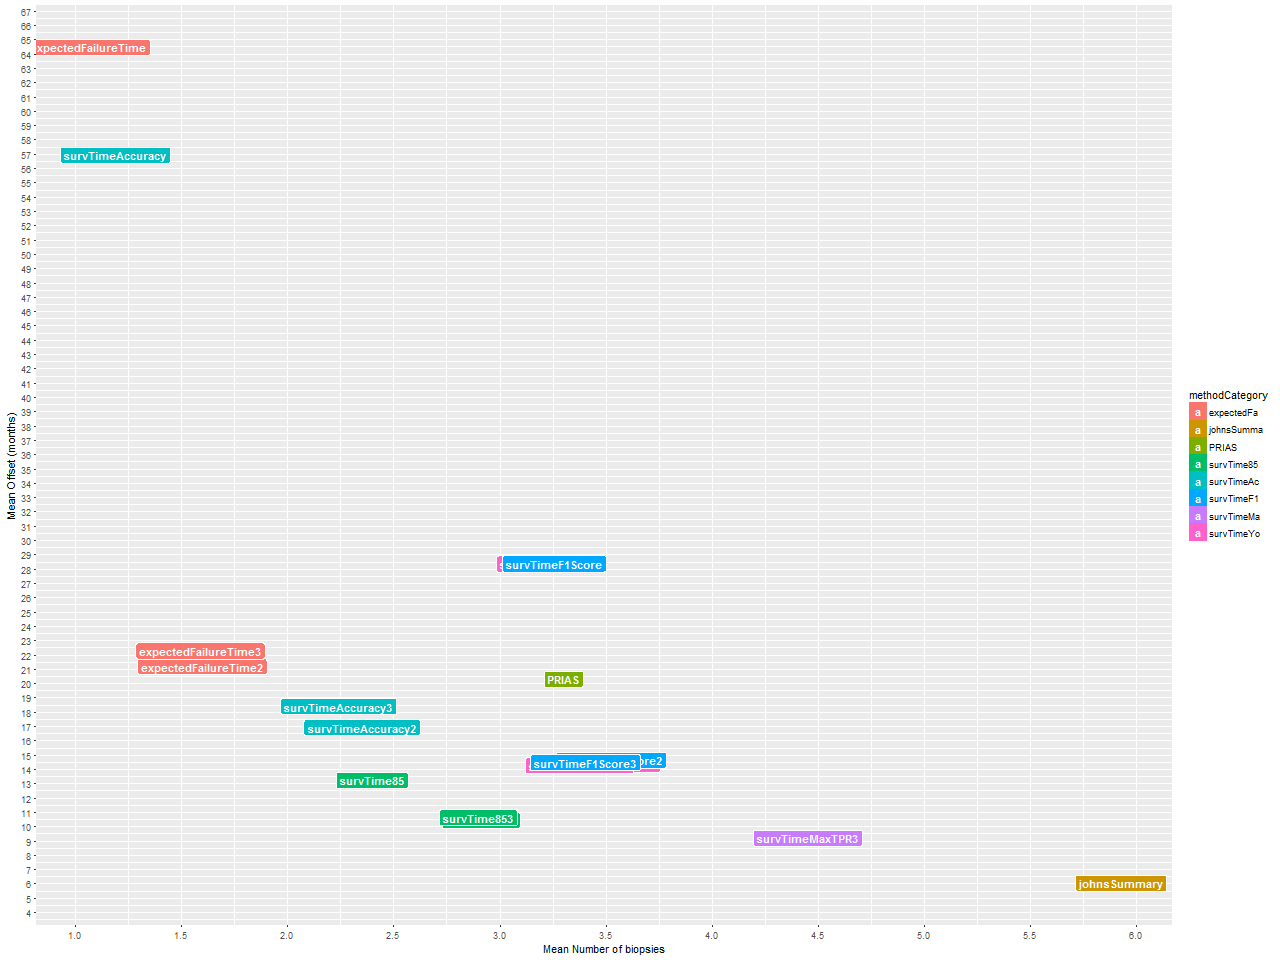 67
66
65
64
63
62
61
60
59
58
57
56
55
54
53
52
51
50
49
48
47
46
45
44
43
42
41
40
39
38
37
36
35
34
33
32
31
30
29
28
27
26
25
24
23
22
21
20
19
18
17
16
15
14
13
12
11
10
9
8
7
6
5
4
Mean Offset (months)
xpectedFailureTime
survTimeAccuracy
survTimeF1Score
expectedFailureTime3
expectedFailureTime2
PRIAS
survTimeAccuracy3
survTimeAccuracy2
survTimeF1Score3
ore2
survTime85
survTime853
survTimeMaxTPR3
johnsSummary
1.0 1.5 2.0 2.5 3.0 3.5 4.0 4.5 5.0 5.5 6.0
Mean Number of biopsies
methodCategory
a expectedFa
a johnsSumma
a PRIAS
a survTime85
a survTimeAc
a survTimeF1
a survTimeMa
a survTimeYo